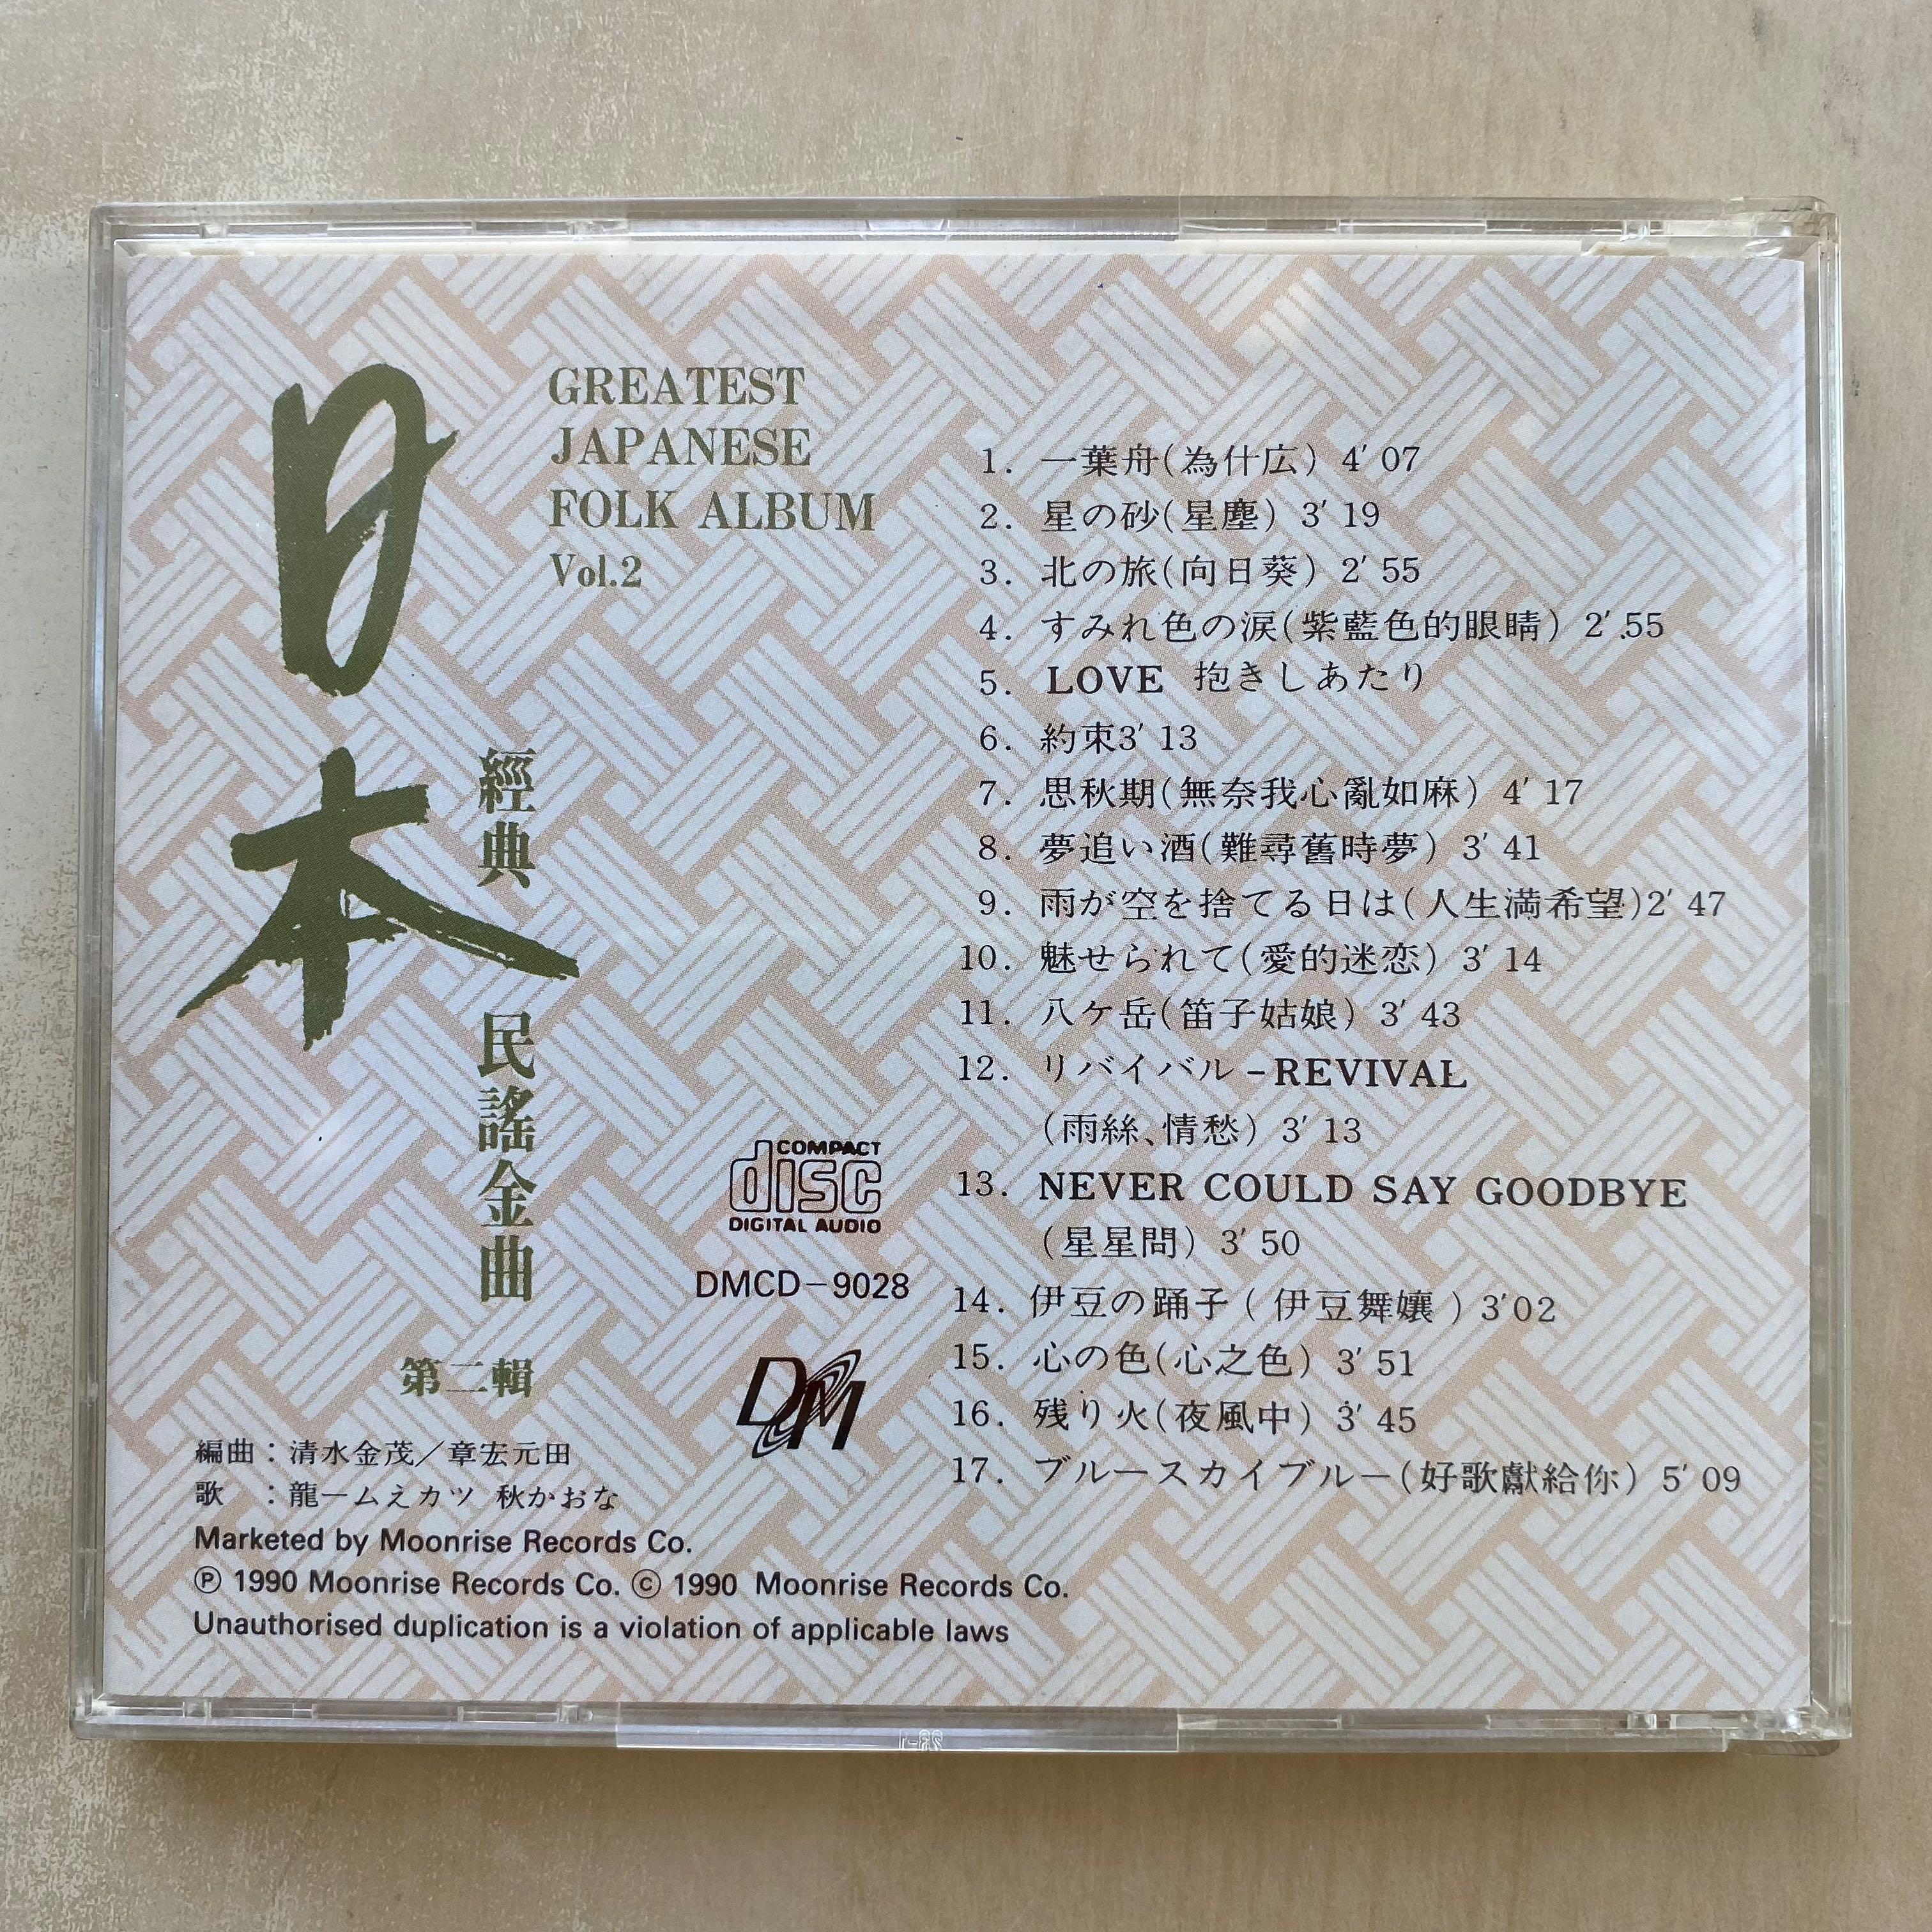 日本
經典
民謠金曲
第二輯
GREATEST
JAPANESE
FOLK ALBUM
Vol.2
1. 一葉舟(為什広) 4′07
2. 星の砂(星塵) 3′19
3. 北の旅(向日葵) 2′55
4. すみれ色の涙(紫藍色的眼睛) 2′.55
5. LOVE 抱きしあたり
6. 約束3′13
7. 思秋期(無奈我心亂如麻) 4′17
8. 夢追い酒(難尋舊時夢) 3′41
9. 雨が空を捨てる日は(人生満希望)2′47
10. 魅せられて(愛的迷恋) 3′14
11. 八ケ岳(笛子姑娘) 3′43
12. リバイバル－REVIVAL
(雨絲、情愁) 3′13
13. NEVER COULD SAY GOODBYE
(星星問) 3′50
14. 伊豆の踊子(伊豆舞孃)3′02
15. 心の色(心之色) 3′51
16. 残り火(夜風中) 3′45
17. ブルースカイブルー(好歌獻給你) 5′09
COMPACT
disc
DIGITAL AUDIO
DMCD－9028
DM
編曲：清水金茂／章宏元田
歌　：龍一ムえカツ 秋かおな
Marketed by Moonrise Records Co.
Ⓟ 1990 Moonrise Records Co. © 1990 Moonrise Records Co.
Unauthorised duplication is a violation of applicable laws